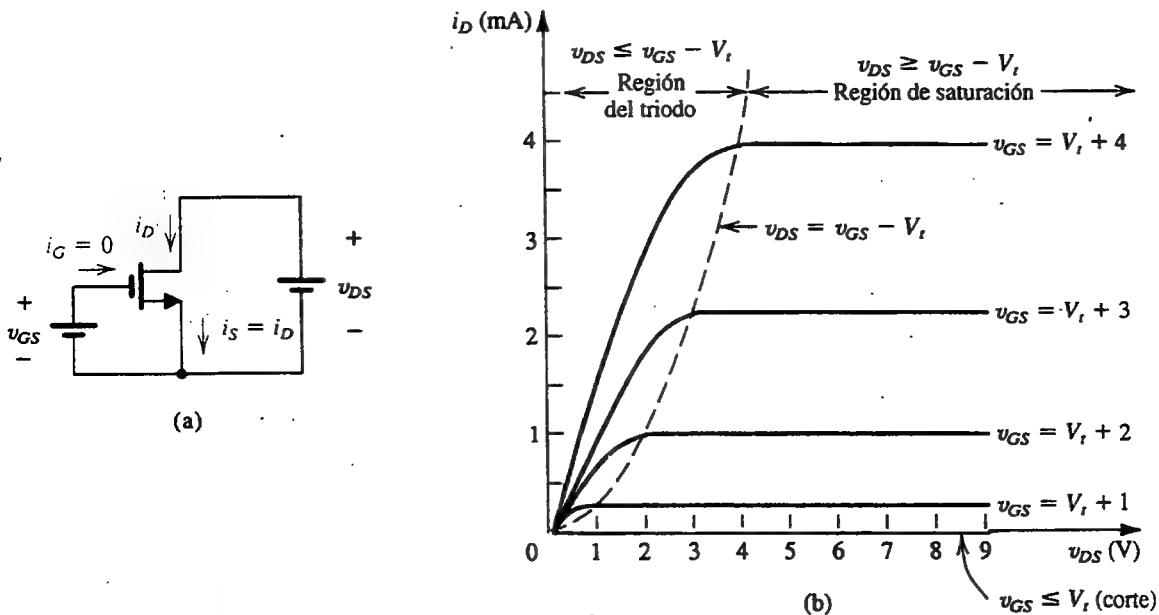 i_G = 0
i_D
+
v_GS
−
i_S = i_D
+
v_DS
−
(a)
i_D (mA)
v_DS ≤ v_GS − V_t
Región
del triodo
v_DS ≥ v_GS − V_t
Región de saturación
4
3
2
1
0
v_GS = V_t + 4
v_DS = v_GS − V_t
v_GS = V_t + 3
v_GS = V_t + 2
v_GS = V_t + 1
1 2 3 4 5 6 7 8 9
v_DS (V)
v_GS ≤ V_t (corte)
(b)